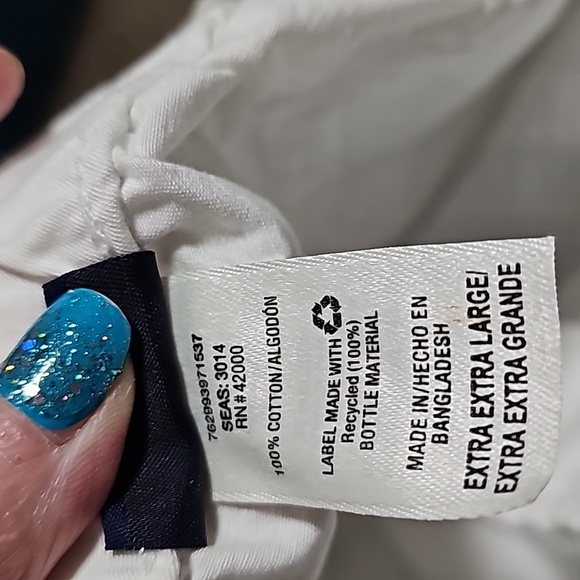 762093971537
SEAS: 3014
RN# 42000
100% COTTON/ALGODÓN
LABEL MADE WITH
Recycled (100%)
BOTTLE MATERIAL
MADE IN/HECHO EN
BANGLADESH
EXTRA EXTRA LARGE/
EXTRA EXTRA GRANDE